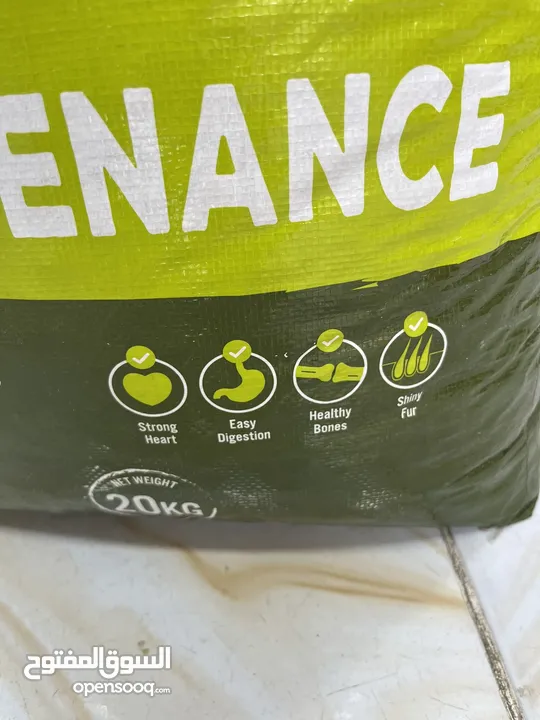 ENANCE
Strong
Heart
Easy
Digestion
Healthy
Bones
Shiny
Fur
NET WEIGHT
20KG
السوق المفتوح
opensooq.com